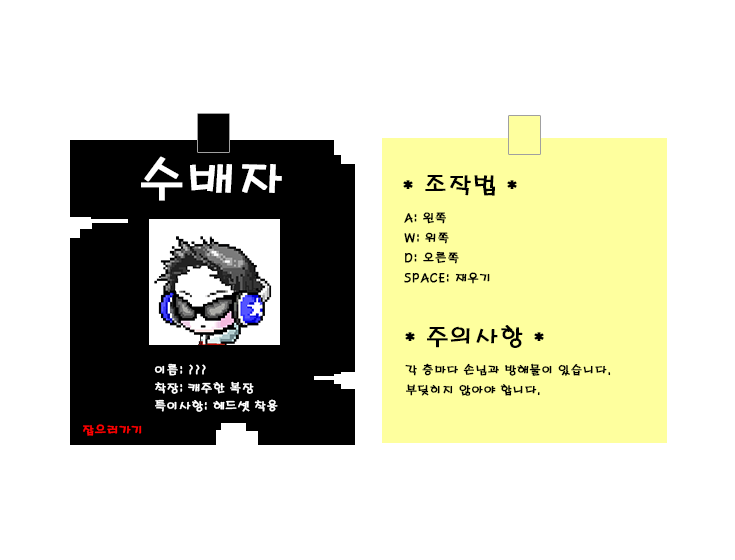 수배자
이름: ???
착장: 캐주한 복장
특이사항: 헤드셋 착용
잡으러가기
* 조작법 *
A: 왼쪽
W: 위쪽
D: 오른쪽
SPACE: 재우기
* 주의사항 *
각 층마다 손님과 방해물이 있습니다.
부딪히지 않아야 합니다.